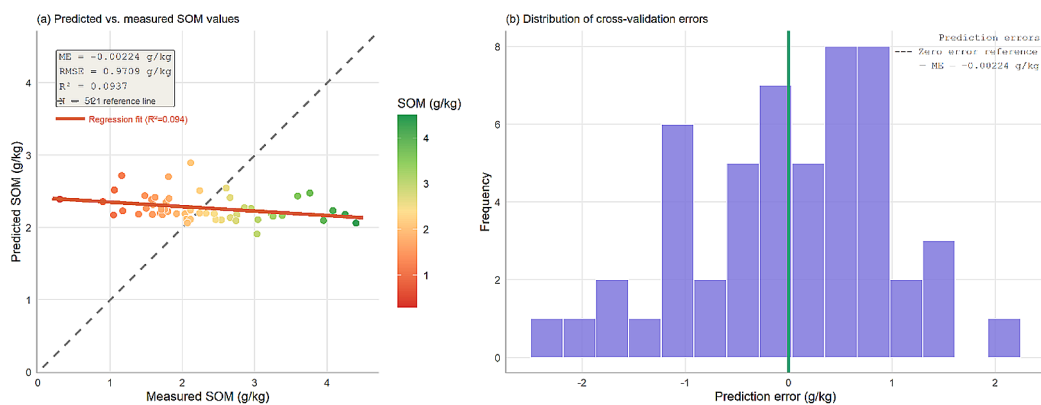 (a) Predicted vs. measured SOM values
ME = -0.00224 g/kg
RMSE = 0.9709 g/kg
R² = 0.0937
reference line
Regression fit (R²=0.094)
Predicted SOM (g/kg)
4
3
2
1
0
0 1 2 3 4
Measured SOM (g/kg)
SOM (g/kg)
4
3
2
1
(b) Distribution of cross-validation errors
Prediction errors
Zero error reference
ME = -0.00224 g/kg
Frequency
8
6
4
2
0
-2 -1 0 1 2
Prediction error (g/kg)